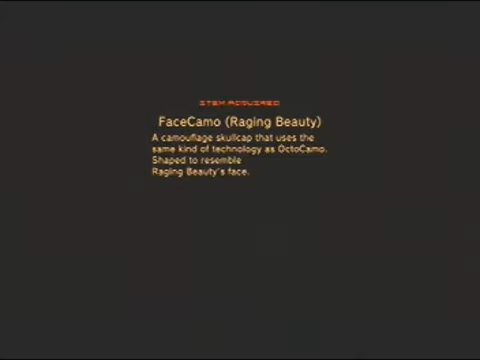 ITEM ACQUIRED
FaceCamo (Raging Beauty)
A camouflage skullcap that uses the
same kind of technology as OctoCamo.
Shaped to resemble
Raging Beauty's face.